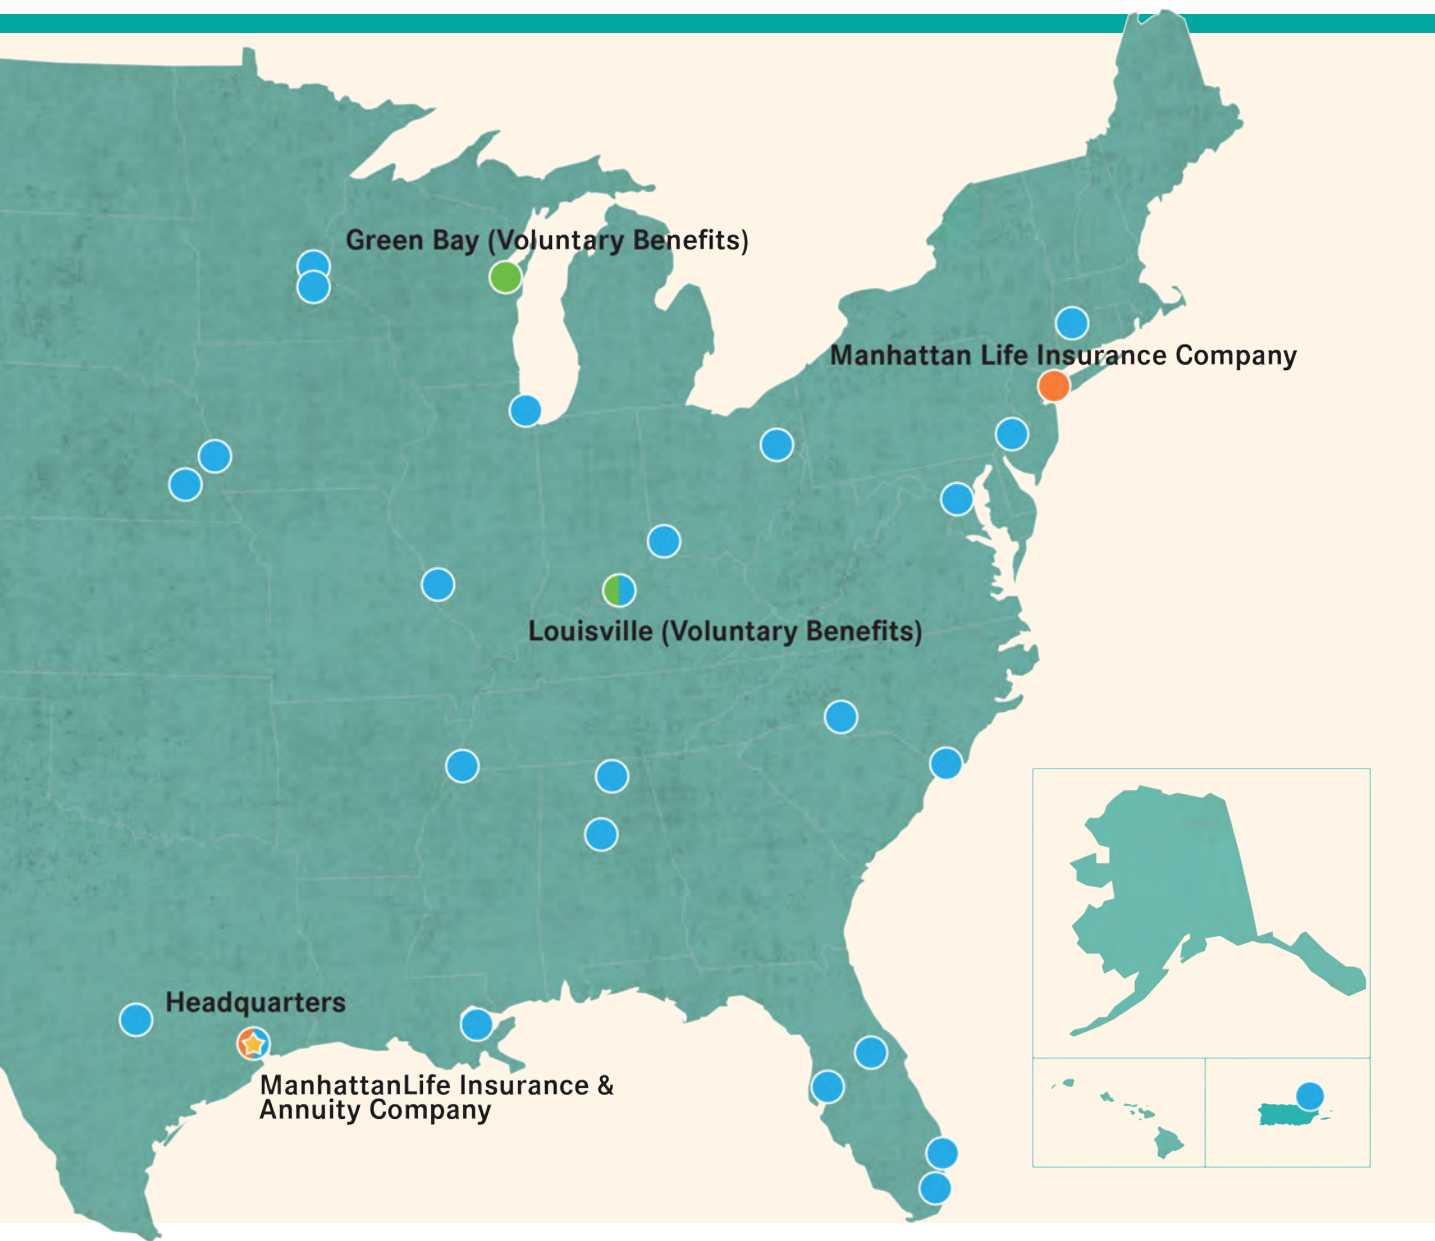 Green Bay (Voluntary Benefits)
Manhattan Life Insurance Company
Louisville (Voluntary Benefits)
Headquarters
ManhattanLife Insurance &
Annuity Company